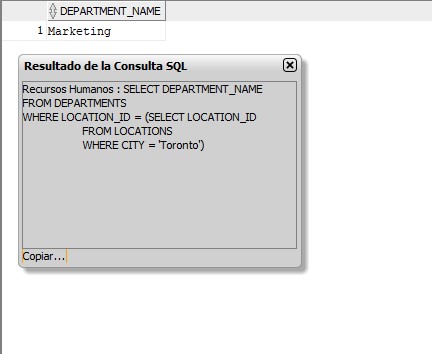 DEPARTMENT_NAME
1 Marketing
Resultado de la Consulta SQL
Recursos Humanos : SELECT DEPARTMENT_NAME
FROM DEPARTMENTS
WHERE LOCATION_ID = (SELECT LOCATION_ID
FROM LOCATIONS
WHERE CITY = 'Toronto')
Copiar...